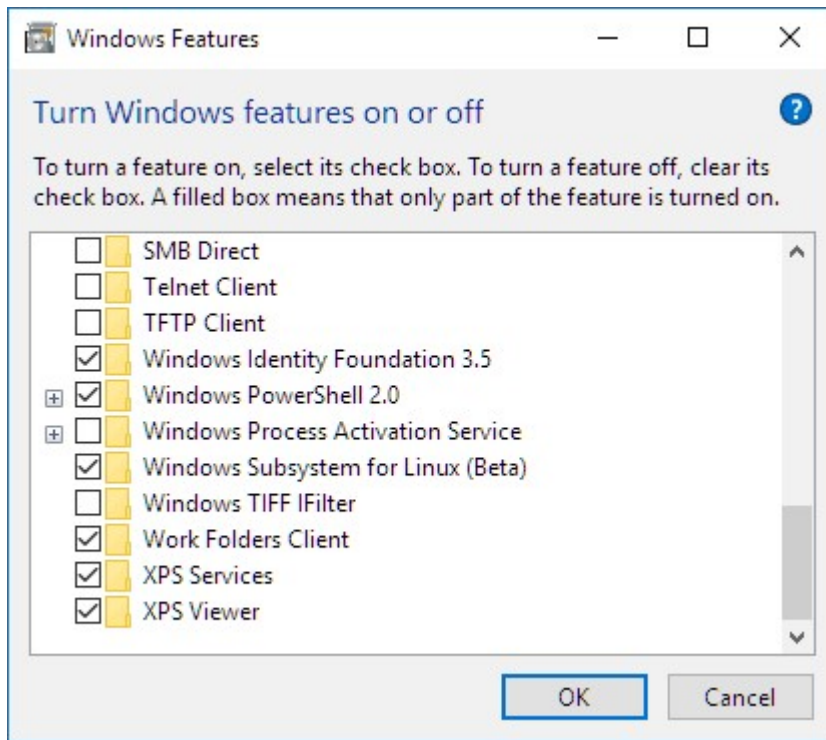 Windows Features
Turn Windows features on or off
?
To turn a feature on, select its check box. To turn a feature off, clear its
check box. A filled box means that only part of the feature is turned on.
SMB Direct
Telnet Client
TFTP Client
Windows Identity Foundation 3.5
Windows PowerShell 2.0
Windows Process Activation Service
Windows Subsystem for Linux (Beta)
Windows TIFF IFilter
Work Folders Client
XPS Services
XPS Viewer
OK Cancel